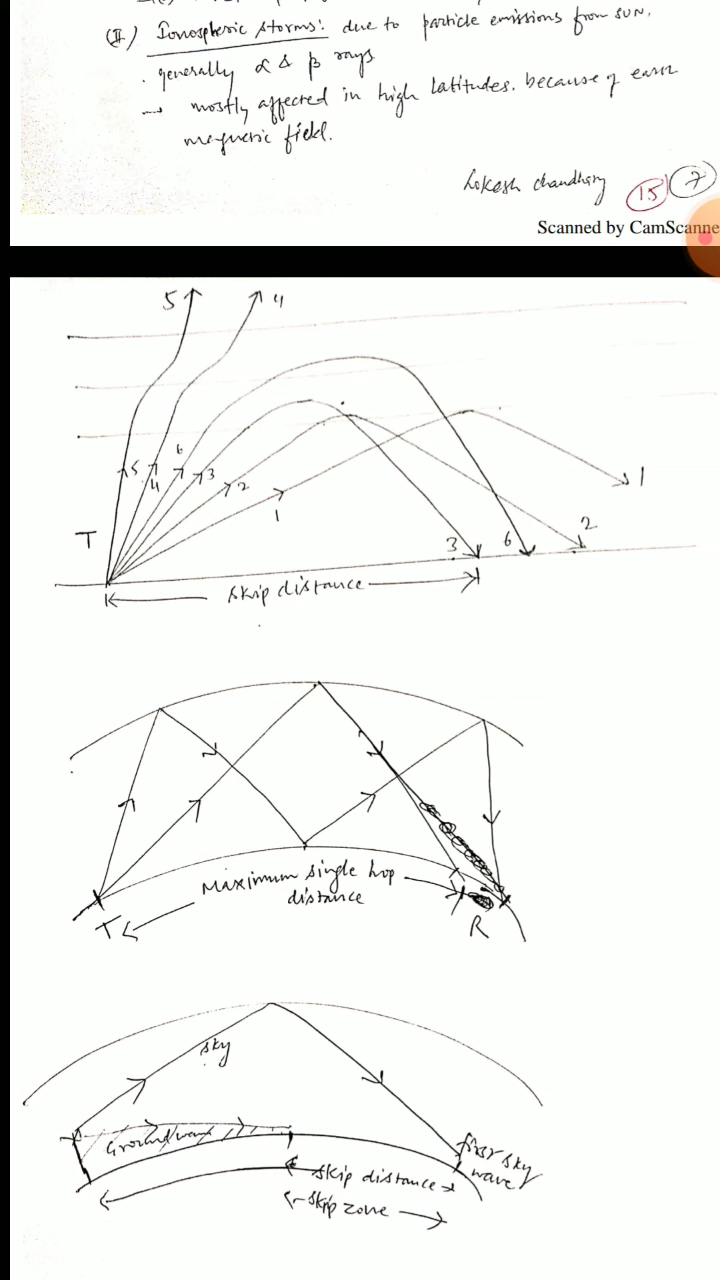 (II) Ionospheric storms: due to particle emissions from SUN.
. generally α & β rays
→ mostly affected in high latitudes. because of earth
magnetic field.
Lokesh chaudhary 15 7
Scanned by CamScanne
5 4
5 4 6 3 2 1
1
T 3 6 2
skip distance
Maximum single hop
distance
T R
sky
Ground wave
first sky
wave
skip distance
skip zone